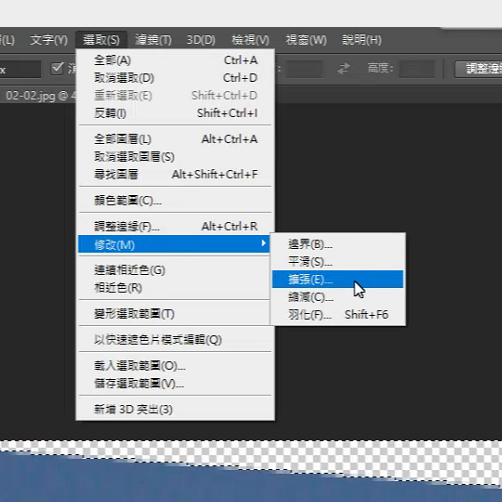 (L) 文字(Y) 選取(S) 濾鏡(T) 3D(D) 檢視(V) 視窗(W) 說明(H)
x 高度: 調整邊
02-02.jpg @ 4
全部(A) Ctrl+A
取消選取(D) Ctrl+D
重新選取(E) Shift+Ctrl+D
反轉(I) Shift+Ctrl+I
全部圖層(L) Alt+Ctrl+A
取消選取圖層(S)
尋找圖層 Alt+Shift+Ctrl+F
顏色範圍(C)...
調整邊緣(F)... Alt+Ctrl+R
修改(M)
邊界(B)...
平滑(S)...
擴張(E)...
縮減(C)...
羽化(F)... Shift+F6
連續相近色(G)
相近色(R)
變形選取範圍(T)
以快速遮色片模式編輯(Q)
載入選取範圍(O)...
儲存選取範圍(V)...
新增 3D 突出(3)